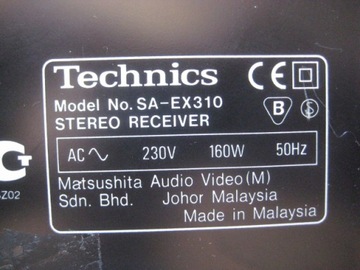 Technics CE
Model No. SA-EX310 B S
STEREO RECEIVER
AC 230V 160W 50Hz
Matsushita Audio Video (M)
Sdn. Bhd. Johor Malaysia
Made in Malaysia